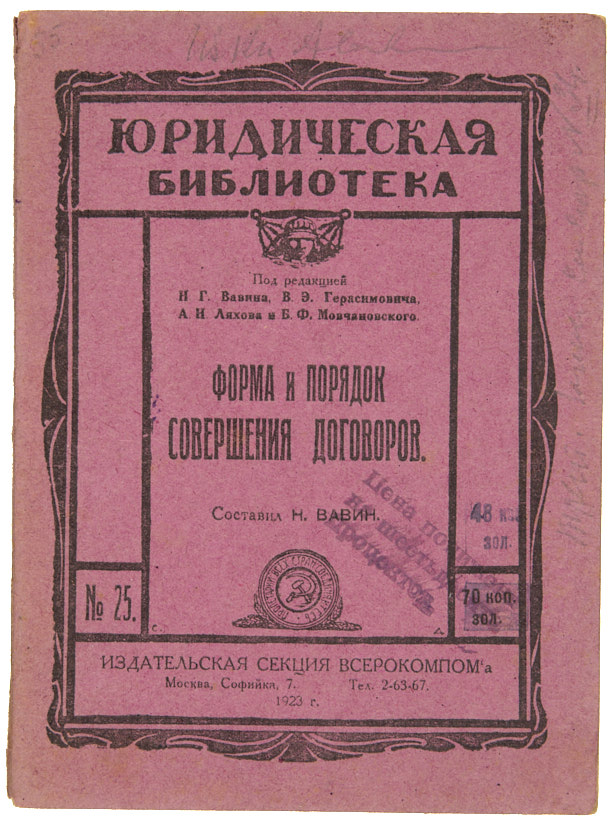 ЮРИДИЧЕСКАЯ
БИБЛИОТЕКА
Под редакцией
Н Г. Вавина, В. Э. Герасимовича,
А. Н Ляхова и Б. Ф. Мовчановского.
ФОРМА и ПОРЯДОК
СОВЕРШЕНИЯ ДОГОВОРОВ.
Составил Н. ВАВИН.
Цена
48 к.
зол.
70 коп.
зол.
№ 25.
ИЗДАТЕЛЬСКАЯ СЕКЦИЯ ВСЕРОКОМПОМ'а
Москва, Софийка, 7. Тел. 2-63-67.
1923 г.